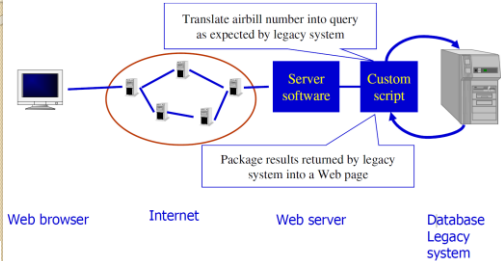 Translate airbill number into query
as expected by legacy system
Server
software
Custom
script
Package results returned by legacy
system into a Web page
Web browser
Internet
Web server
Database
Legacy
system